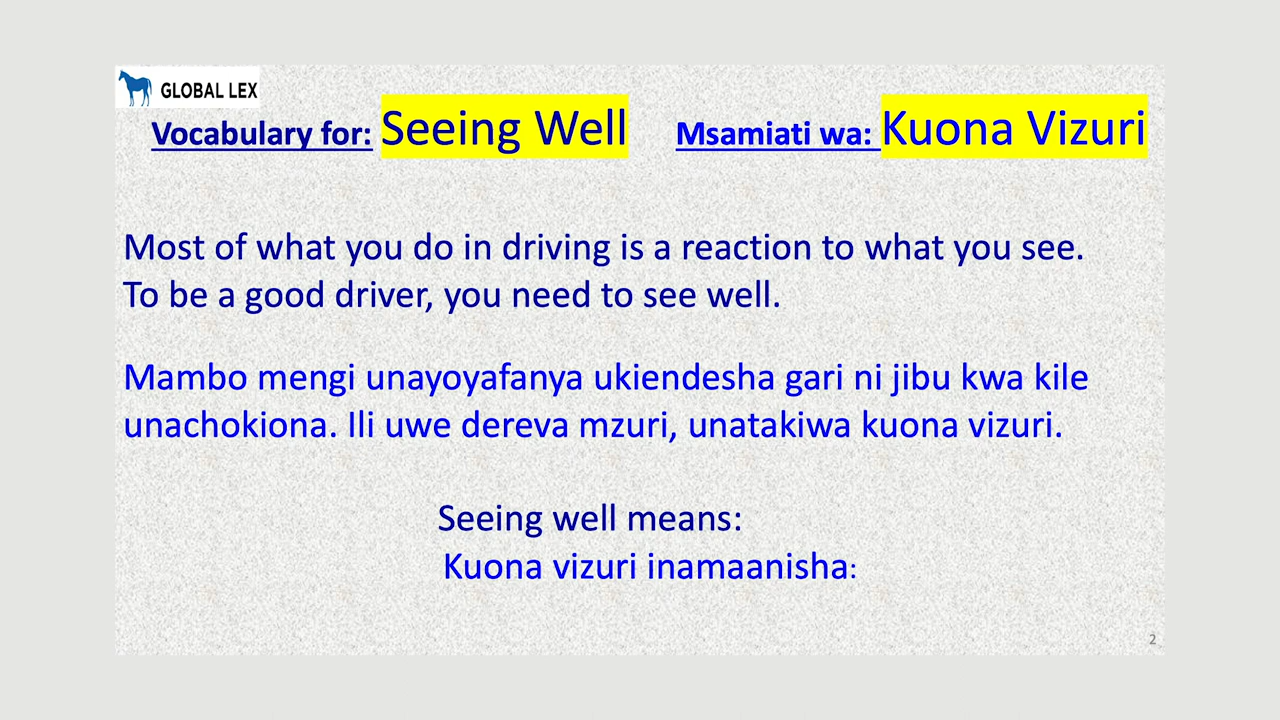 GLOBAL LEX
Vocabulary for: Seeing Well Msamiati wa: Kuona Vizuri
Most of what you do in driving is a reaction to what you see.
To be a good driver, you need to see well.
Mambo mengi unayoyafanya ukiendesha gari ni jibu kwa kile
unachokiona. Ili uwe dereva mzuri, unatakiwa kuona vizuri.
Seeing well means:
Kuona vizuri inamaanisha:
2